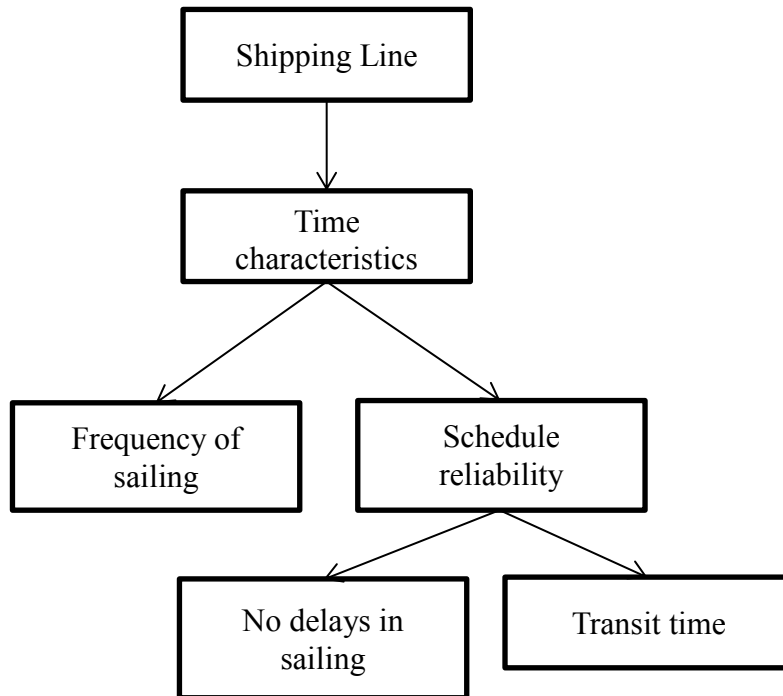 Shipping Line
Time
characteristics
Frequency of
sailing
Schedule
reliability
No delays in
sailing
Transit time